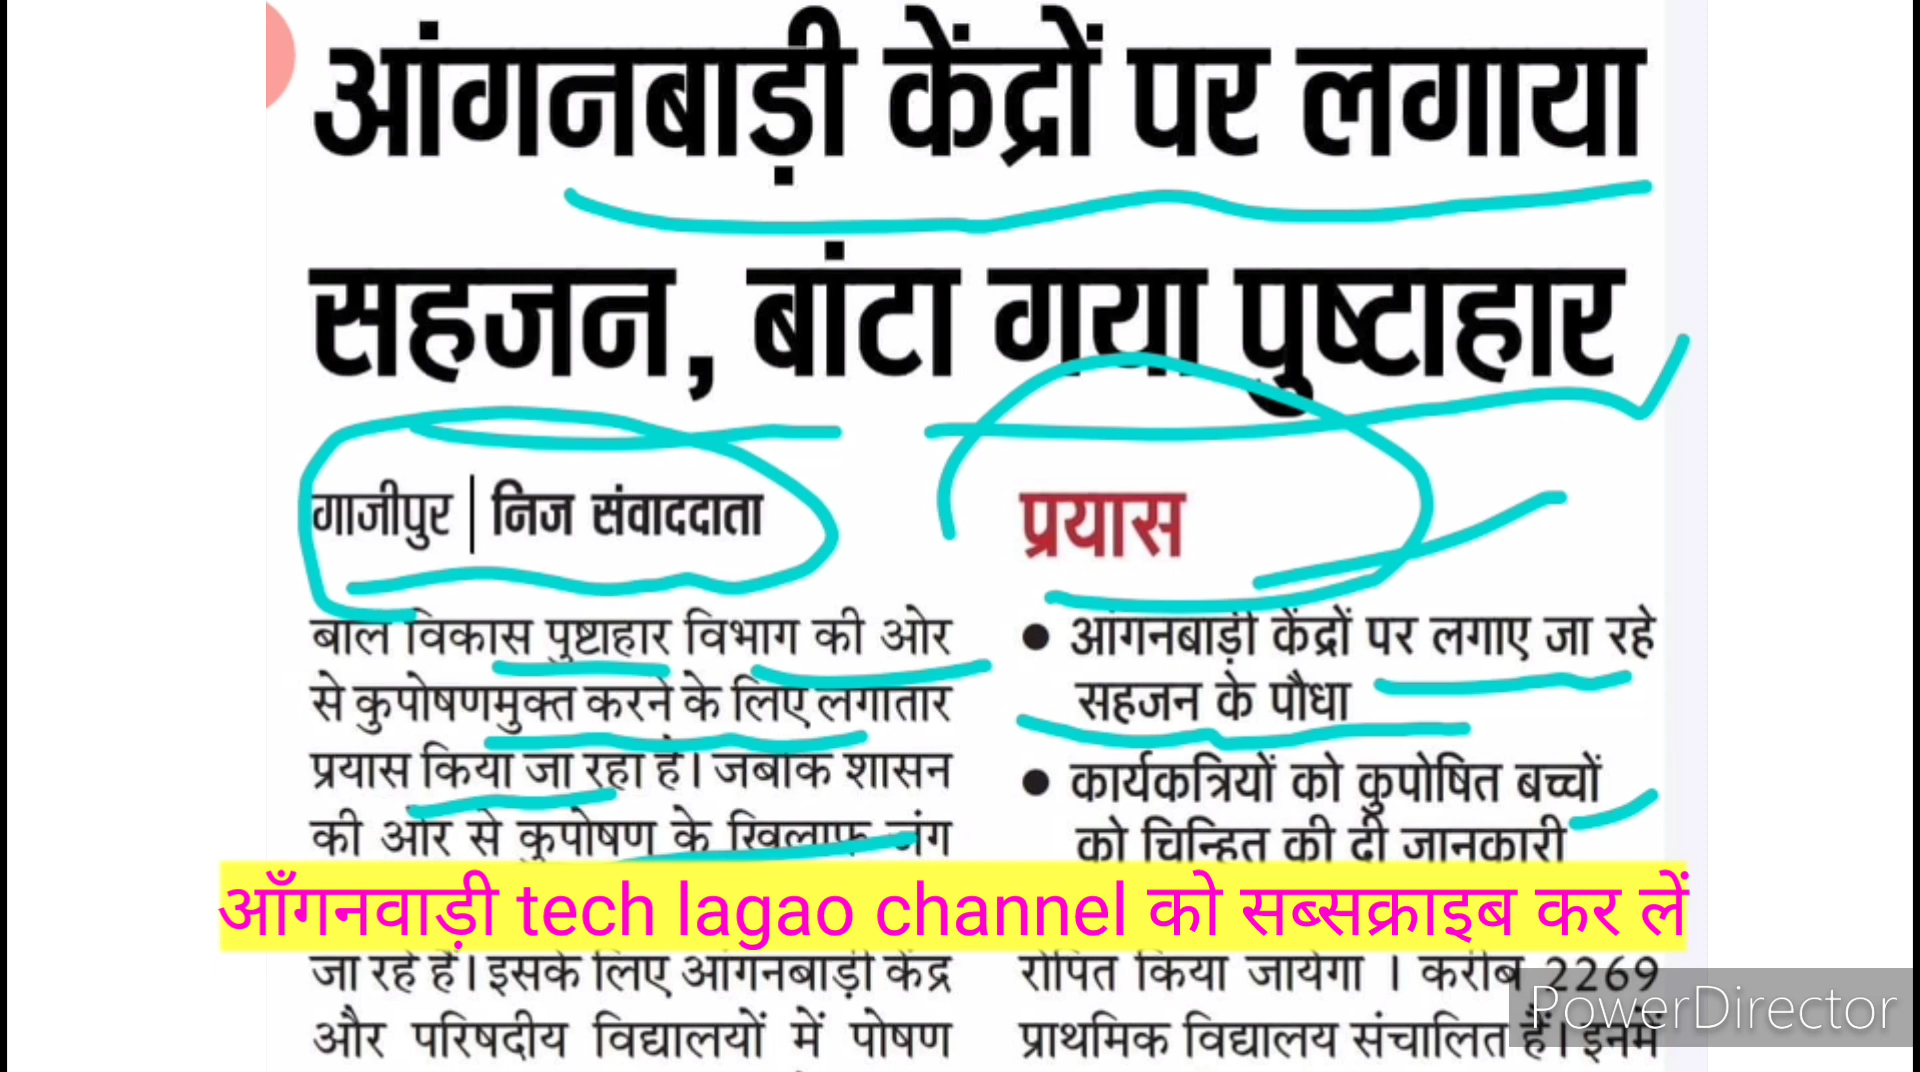 आंगनबाड़ी केंद्रों पर लगाया
सहजन, बांटा गया पुष्टाहार
गाजीपुर | निज संवाददाता
बाल विकास पुष्टाहार विभाग की ओर
से कुपोषणमुक्त करने के लिए लगातार
प्रयास किया जा रहा है। जबकि शासन
की ओर से कुपोषण के खिलाफ जंग
प्रयास
● आंगनबाड़ी केंद्रों पर लगाए जा रहे
सहजन के पौधा
● कार्यकत्रियों को कुपोषित बच्चों
को चिन्हित की दी जानकारी
आँगनवाड़ी tech lagao channel को सब्सक्राइब कर लें
जा रहे हैं। इसके लिए आंगनबाड़ी केंद्र
और परिषदीय विद्यालयों में पोषण
रोपित किया जायेगा । करीब 2269
प्राथमिक विद्यालय संचालित हैं। इनमें
PowerDirector